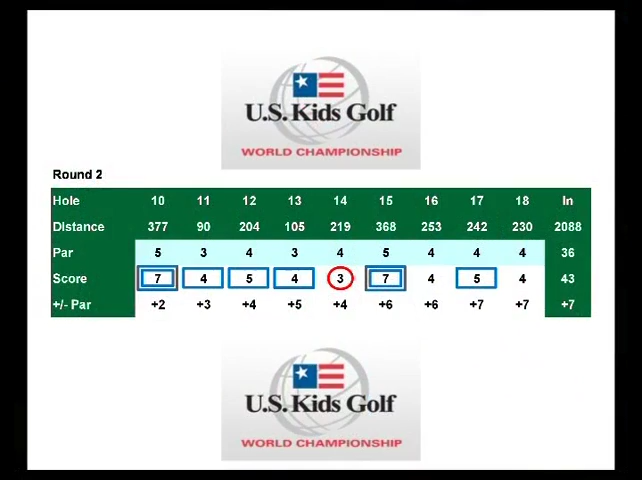 U.S. Kids Golf
WORLD CHAMPIONSHIP
Round 2
Hole 10 11 12 13 14 15 16 17 18 In
Distance 377 90 204 105 219 368 253 242 230 2088
Par 5 3 4 3 4 5 4 4 4 36
Score 7 4 5 4 3 7 4 5 4 43
+/- Par +2 +3 +4 +5 +4 +6 +6 +7 +7 +7
U.S. Kids Golf
WORLD CHAMPIONSHIP